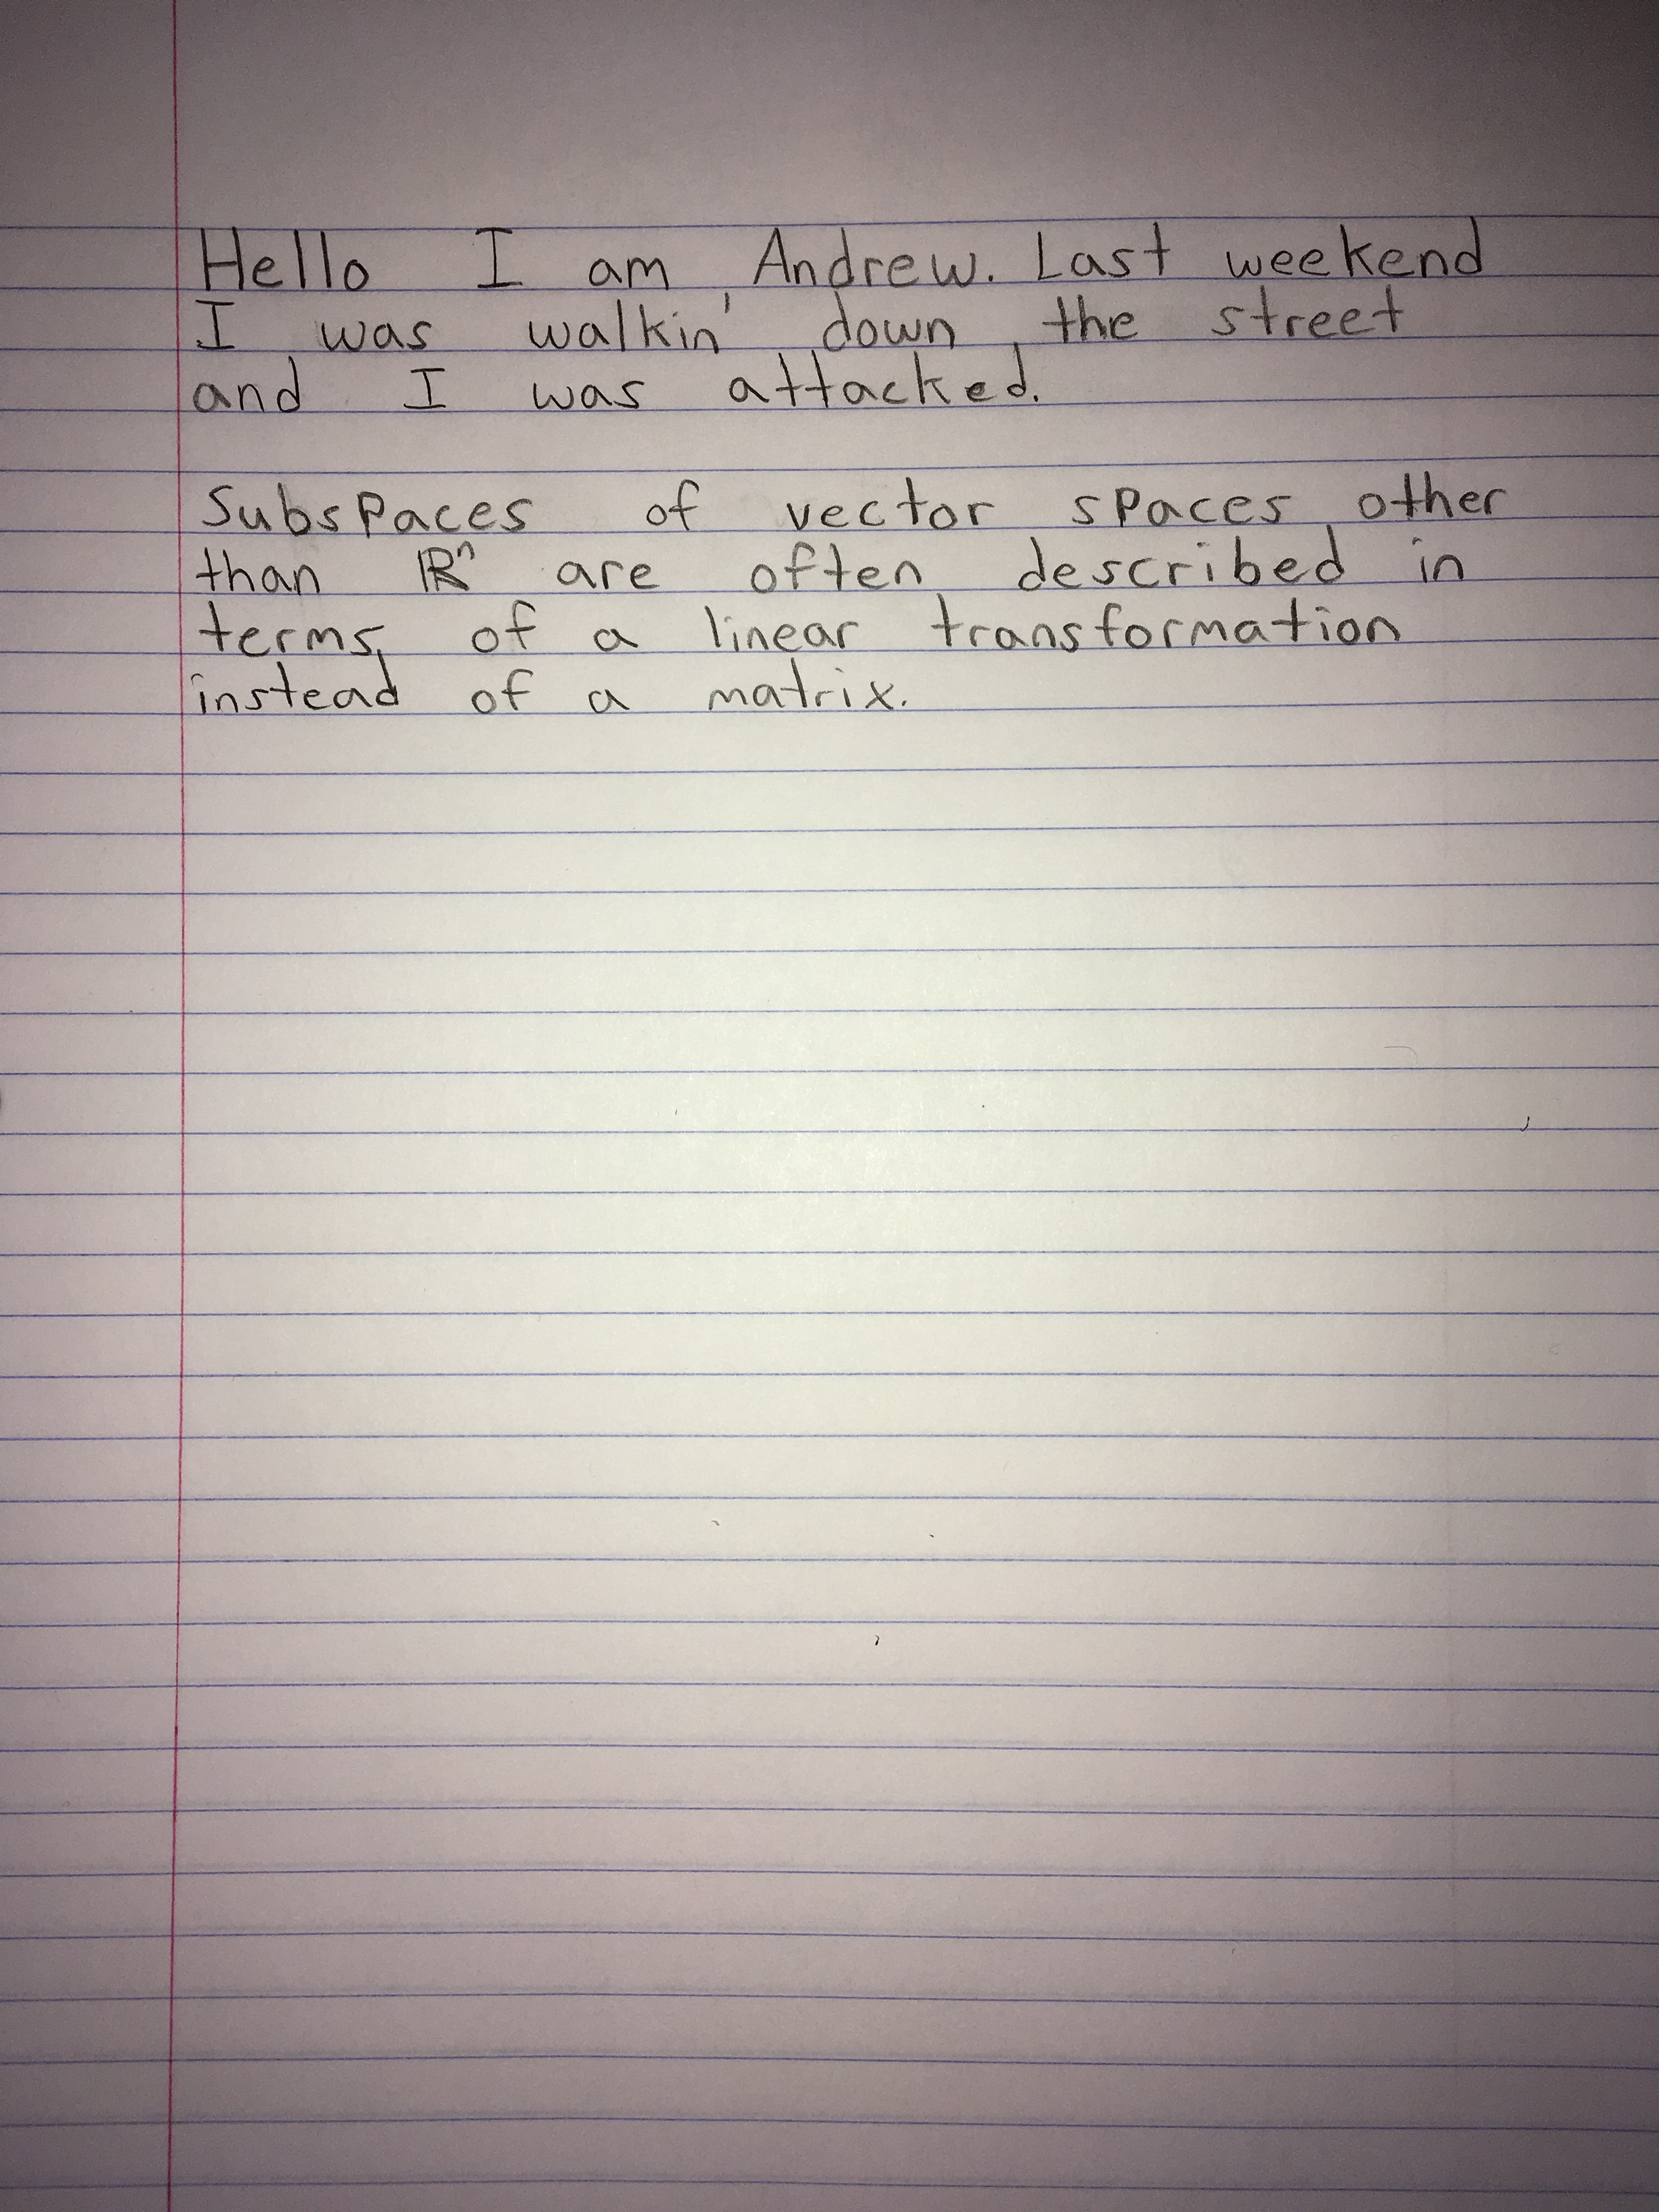 Hello I am Andrew. Last weekend
I was walkin' down the street
and I was attacked.
Subspaces of vector spaces other
than ℝⁿ are often described in
terms of a linear transformation
instead of a matrix.